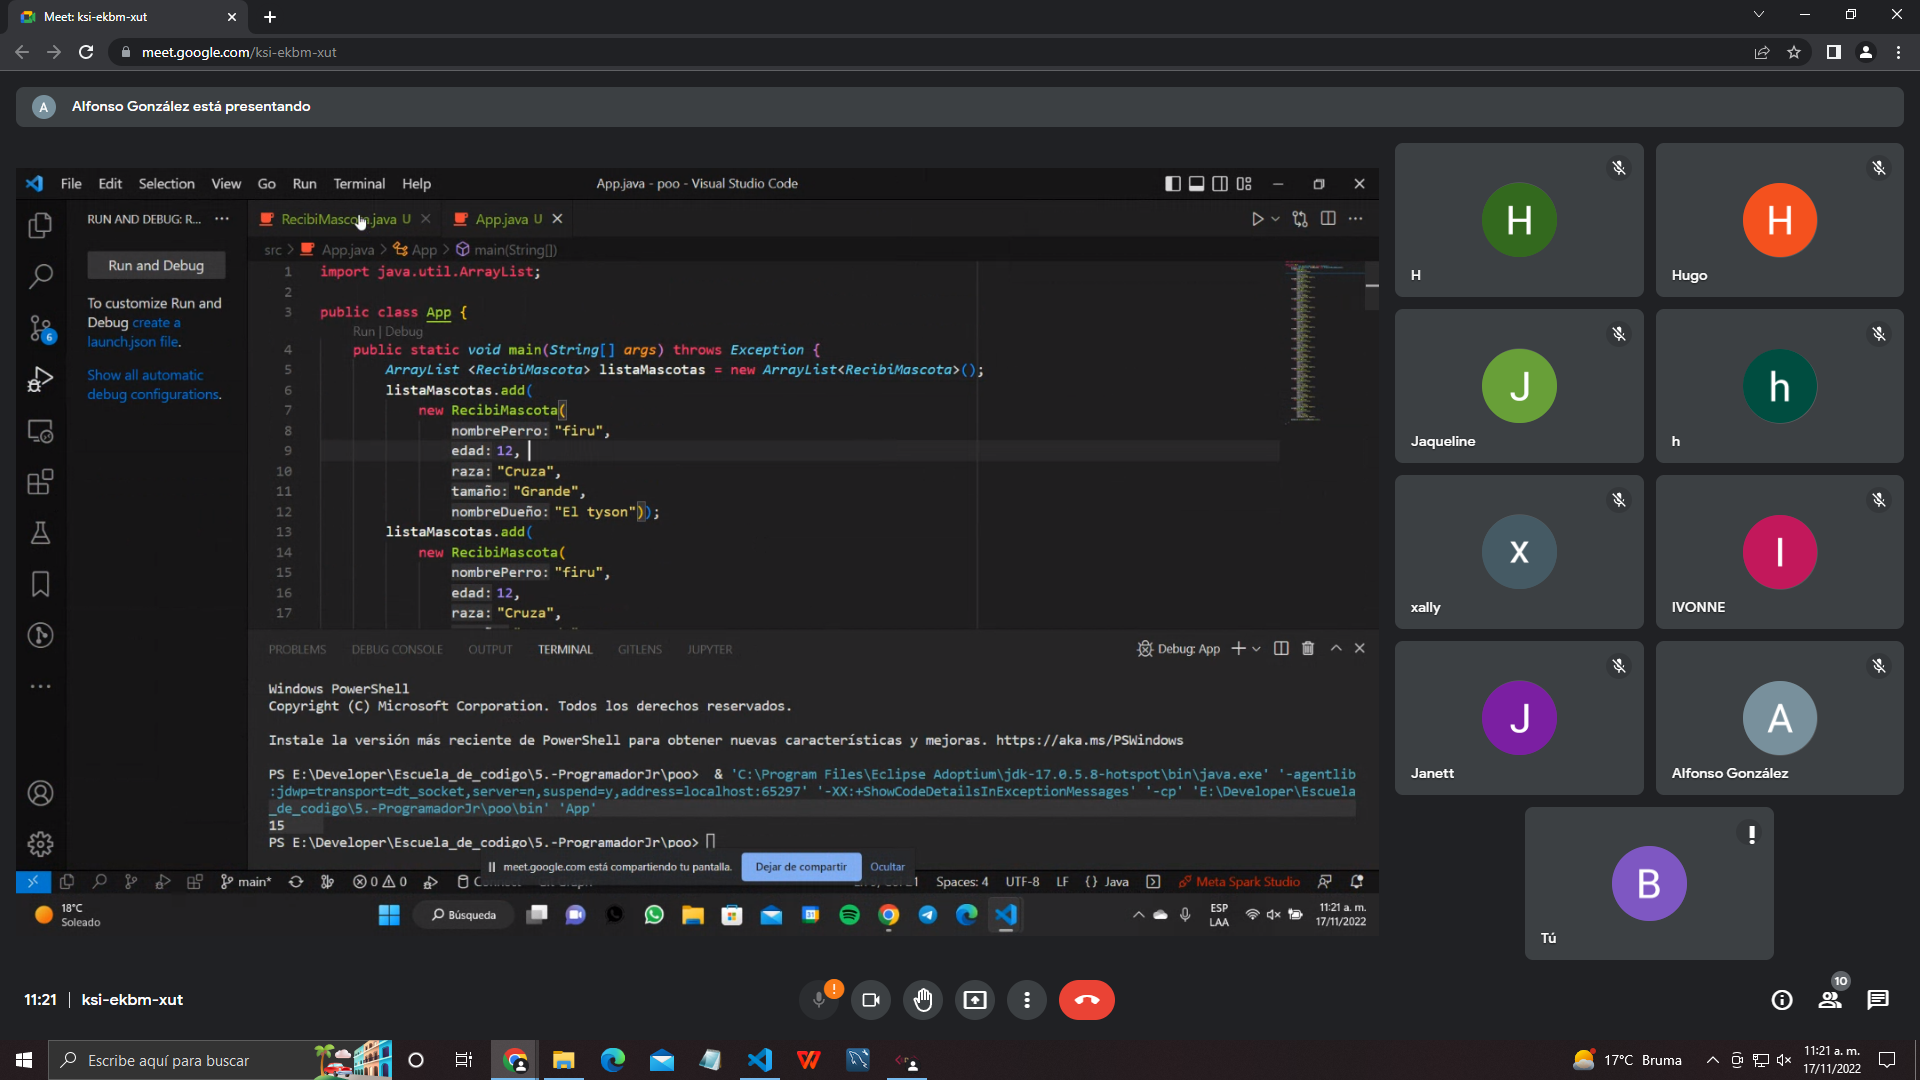 Meet: ksi-ekbm-xut
meet.google.com/ksi-ekbm-xut
A Alfonso González está presentando
File Edit Selection View Go Run Terminal Help
App.java - poo - Visual Studio Code
RUN AND DEBUG: R... ···
RecibiMascota.java U
App.java U
src > App.java > App > main(String[])
Run and Debug
To customize Run and
Debug create a
launch.json file.
Show all automatic
debug configurations.
6
1 import java.util.ArrayList;
2
3 public class App {
Run | Debug
4 public static void main(String[] args) throws Exception {
5 ArrayList <RecibiMascota> listaMascotas = new ArrayList<RecibiMascota>();
6 listaMascotas.add(
7 new RecibiMascota(
8 nombrePerro: "firu",
9 edad: 12,
10 raza: "Cruza",
11 tamaño: "Grande",
12 nombreDueño: "El tyson"));
13 listaMascotas.add(
14 new RecibiMascota(
15 nombrePerro: "firu",
16 edad: 12,
17 raza: "Cruza",
PROBLEMS DEBUG CONSOLE OUTPUT TERMINAL GITLENS JUPYTER
Debug: App
Windows PowerShell
Copyright (C) Microsoft Corporation. Todos los derechos reservados.
Instale la versión más reciente de PowerShell para obtener nuevas características y mejoras. https://aka.ms/PSWindows
PS E:\Developer\Escuela_de_codigo\5.-ProgramadorJr\poo> & 'C:\Program Files\Eclipse Adoptium\jdk-17.0.5.8-hotspot\bin\java.exe' '-agentlib
:jdwp=transport=dt_socket,server=n,suspend=y,address=localhost:65297' '-XX:+ShowCodeDetailsInExceptionMessages' '-cp' 'E:\Developer\Escuela
_de_codigo\5.-ProgramadorJr\poo\bin' 'App'
15
PS E:\Developer\Escuela_de_codigo\5.-ProgramadorJr\poo>
meet.google.com está compartiendo tu pantalla. Dejar de compartir Ocultar
main* 0 0 Spaces: 4 UTF-8 LF {} Java Meta Spark Studio
18°C
Soleado
Búsqueda
ESP
LAA
11:21 a. m.
17/11/2022
H
H
H
Hugo
J
Jaqueline
h
h
x
xally
I
IVONNE
J
Janett
A
Alfonso González
B
Tú
11:21 | ksi-ekbm-xut
10
Escribe aquí para buscar
17°C Bruma
11:21 a. m.
17/11/2022